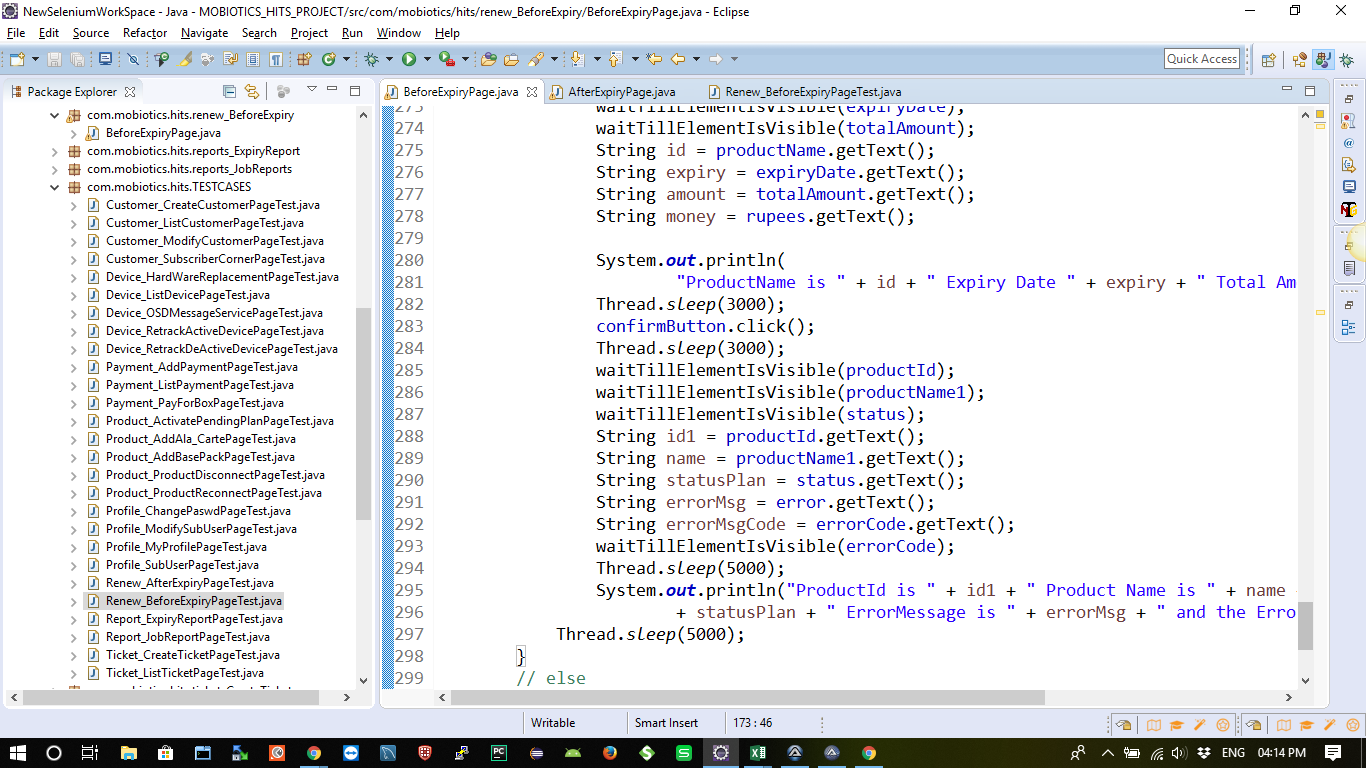 NewSeleniumWorkSpace - Java - MOBIOTICS_HITS_PROJECT/src/com/mobiotics/hits/renew_BeforeExpiry/BeforeExpiryPage.java - Eclipse
File Edit Source Refactor Navigate Search Project Run Window Help
Quick Access
Package Explorer
com.mobiotics.hits.renew_BeforeExpiry
BeforeExpiryPage.java
com.mobiotics.hits.reports_ExpiryReport
com.mobiotics.hits.reports_JobReports
com.mobiotics.hits.TESTCASES
Customer_CreateCustomerPageTest.java
Customer_ListCustomerPageTest.java
Customer_ModifyCustomerPageTest.java
Customer_SubscriberCornerPageTest.java
Device_HardWareReplacementPageTest.java
Device_ListDevicePageTest.java
Device_OSDMessageServicePageTest.java
Device_RetrackActiveDevicePageTest.java
Device_RetrackDeActiveDevicePageTest.java
Payment_AddPaymentPageTest.java
Payment_ListPaymentPageTest.java
Payment_PayForBoxPageTest.java
Product_ActivatePendingPlanPageTest.java
Product_AddAla_CartePageTest.java
Product_AddBasePackPageTest.java
Product_ProductDisconnectPageTest.java
Product_ProductReconnectPageTest.java
Profile_ChangePaswdPageTest.java
Profile_ModifySubUserPageTest.java
Profile_MyProfilePageTest.java
Profile_SubUserPageTest.java
Renew_AfterExpiryPageTest.java
Renew_BeforeExpiryPageTest.java
Report_ExpiryReportPageTest.java
Report_JobReportPageTest.java
Ticket_CreateTicketPageTest.java
Ticket_ListTicketPageTest.java
BeforeExpiryPage.java AfterExpiryPage.java Renew_BeforeExpiryPageTest.java
273 waitTillElementIsVisible(expiryDate);
274 waitTillElementIsVisible(totalAmount);
275 String id = productName.getText();
276 String expiry = expiryDate.getText();
277 String amount = totalAmount.getText();
278 String money = rupees.getText();
279
280 System.out.println(
281 "ProductName is " + id + " Expiry Date " + expiry + " Total Am
282 Thread.sleep(3000);
283 confirmButton.click();
284 Thread.sleep(3000);
285 waitTillElementIsVisible(productId);
286 waitTillElementIsVisible(productName1);
287 waitTillElementIsVisible(status);
288 String id1 = productId.getText();
289 String name = productName1.getText();
290 String statusPlan = status.getText();
291 String errorMsg = error.getText();
292 String errorMsgCode = errorCode.getText();
293 waitTillElementIsVisible(errorCode);
294 Thread.sleep(5000);
295 System.out.println("ProductId is " + id1 + " Product Name is " + name
296 + statusPlan + " ErrorMessage is " + errorMsg + " and the Erro
297 Thread.sleep(5000);
298 }
299 // else
Writable Smart Insert 173 : 46
ENG 04:14 PM